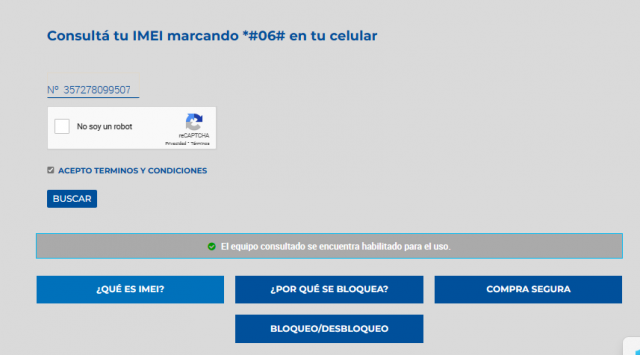 Consultá tu IMEI marcando *#06# en tu celular
Nº 357278099507
No soy un robot
reCAPTCHA
Privacidad - Términos
ACEPTO TERMINOS Y CONDICIONES
BUSCAR
El equipo consultado se encuentra habilitado para el uso.
¿QUÉ ES IMEI?
¿POR QUÉ SE BLOQUEA?
COMPRA SEGURA
BLOQUEO/DESBLOQUEO